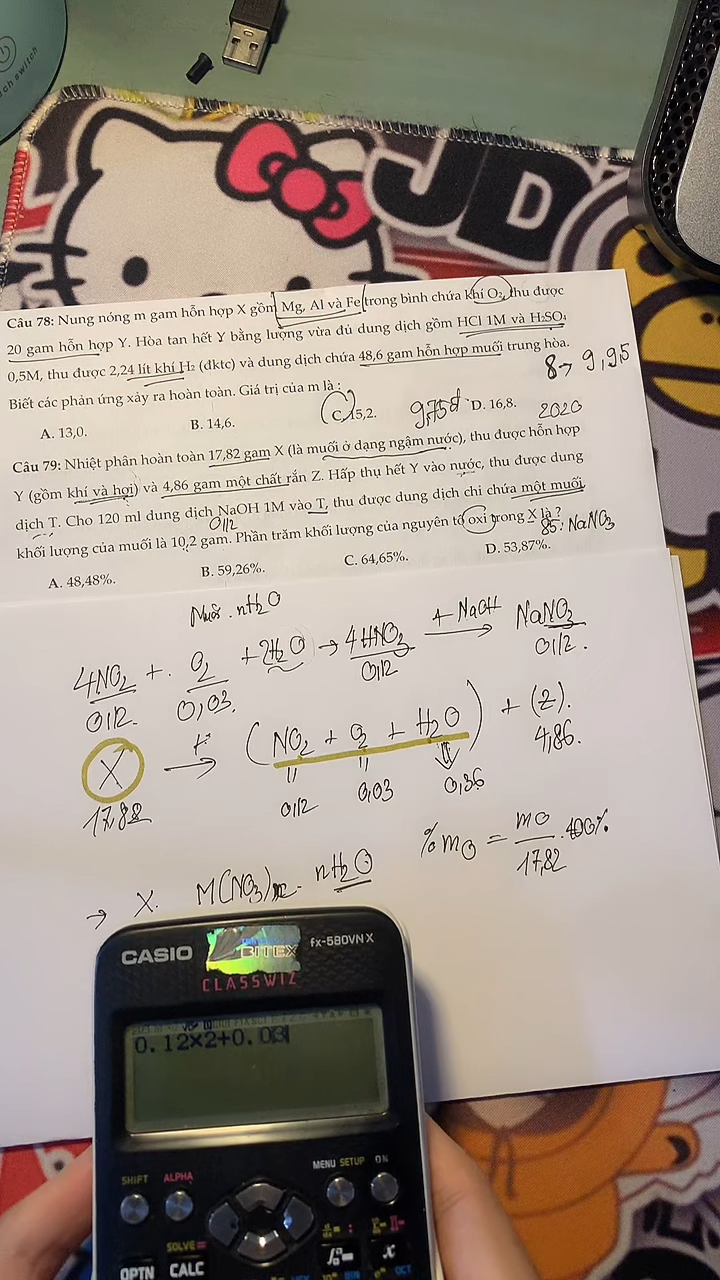 ach switch
JD
Câu 78: Nung nóng m gam hỗn hợp X gồm Mg, Al và Fe trong bình chứa khí O₂, thu được
20 gam hỗn hợp Y. Hòa tan hết Y bằng lượng vừa đủ dung dịch gồm HCl 1M và H₂SO₄
0,5M, thu được 2,24 lít khí H₂ (đktc) và dung dịch chứa 48,6 gam hỗn hợp muối trung hòa.
Biết các phản ứng xảy ra hoàn toàn. Giá trị của m là :
8 → 9,95
A. 13,0. B. 14,6. C. 15,2. 9,75đ D. 16,8. 2020
Câu 79: Nhiệt phân hoàn toàn 17,82 gam X (là muối ở dạng ngậm nước), thu được hỗn hợp
Y (gồm khí và hơi) và 4,86 gam một chất rắn Z. Hấp thụ hết Y vào nước, thu được dung
dịch T. Cho 120 ml dung dịch NaOH 1M vào T, thu được dung dịch chỉ chứa một muối,
0,12
khối lượng của muối là 10,2 gam. Phần trăm khối lượng của nguyên tố oxi trong X là ?
85: NaNO₃
A. 48,48%. B. 59,26%. C. 64,65%. D. 53,87%.
Muối . nH₂O
4NO₂ + O₂ + 2H₂O → 4HNO₃ + NaOH → NaNO₃
0,12 0,03 0,12 0,12.
X t° → (NO₂ + O₂ + H₂O) + (Z).
17,82 0,12 0,03 0,36 4,86.
%mO = mO / 17,82 .100%
→ X. M(NO₃) . nH₂O
CASIO BITEX fx-580VN X
CLASSWIZ
0.12×2+0.03
SHIFT ALPHA MENU SETUP ON
SOLVE =
OPTN CALC x